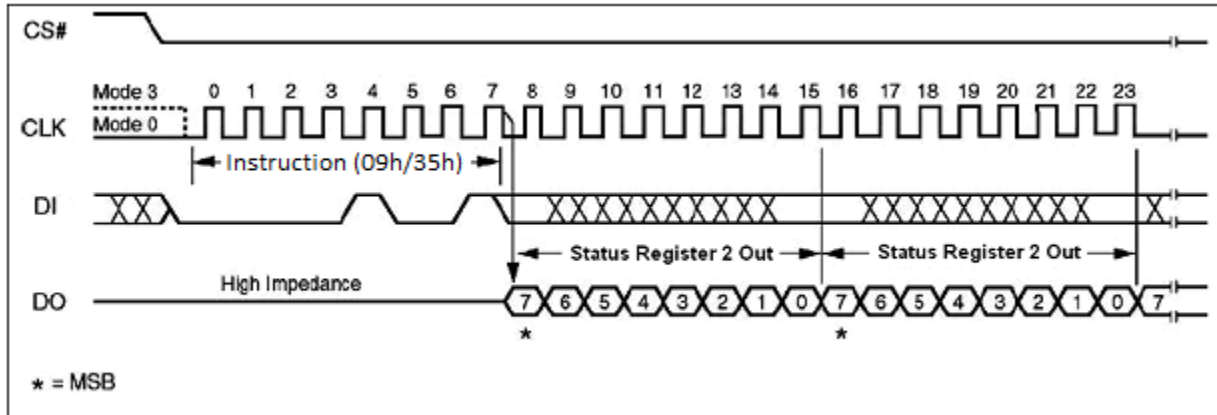 CS#
Mode 3 0 1 2 3 4 5 6 7 8 9 10 11 12 13 14 15 16 17 18 19 20 21 22 23
CLK Mode 0
Instruction (09h/35h)
DI
Status Register 2 Out Status Register 2 Out
High Impedance
DO 7 6 5 4 3 2 1 0 7 6 5 4 3 2 1 0 7
* *
* = MSB